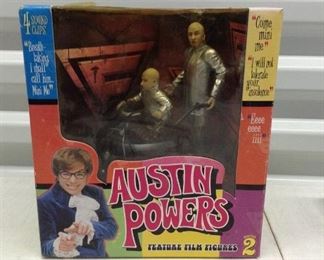 4 SOUND
CLIPS
"Breath-
taking
I shall
call him...
Mini Me"
"Come,
mini
me"
"I will not
tolerate
your
insolence"
"Eeee
eeee
iiii"
AUSTIN
POWERS
FEATURE FILM FIGURES
2